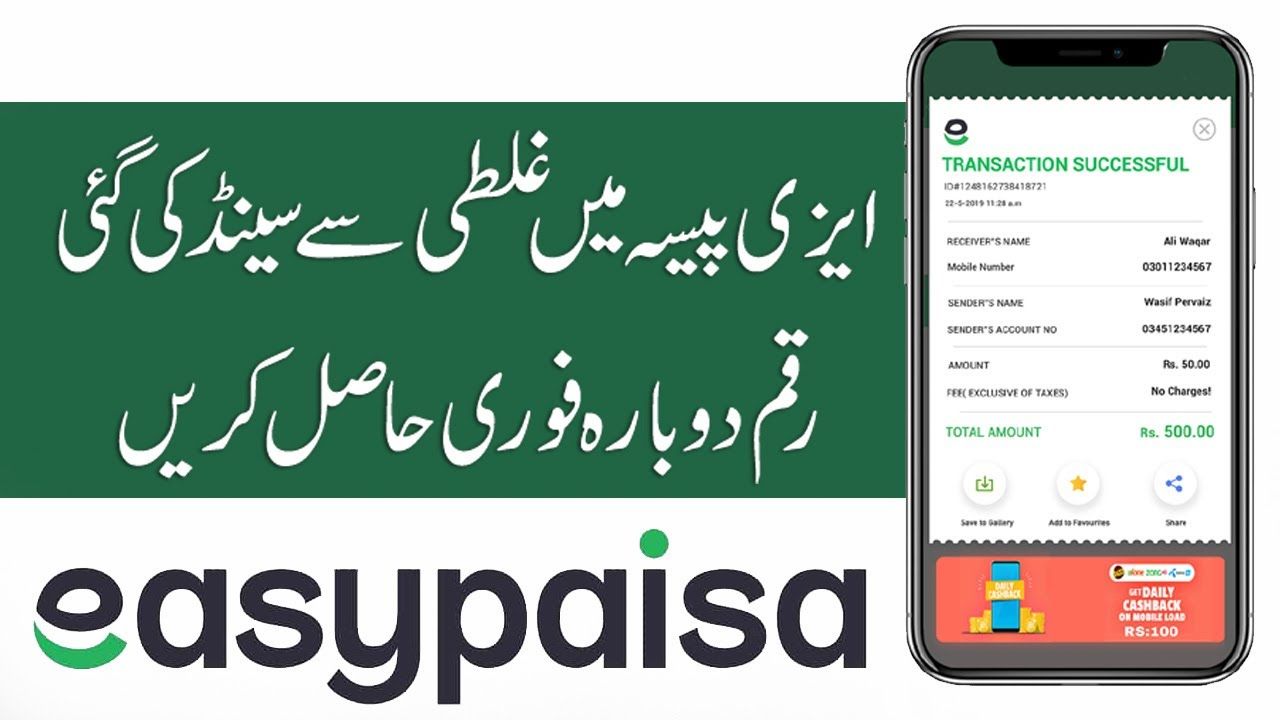 ایزی پیسہ میں غلطی سے سینڈ کی گئی
رقم دوبارہ فوری حاصل کریں
easypaisa
e
TRANSACTION SUCCESSFUL
ID#1248162738418721
22-5-2019 11:28 a.m
RECEIVER"S NAME Ali Waqar
Mobile Number 03011234567
SENDER"S NAME Wasif Pervaiz
SENDER"S ACCOUNT NO 03451234567
AMOUNT Rs. 50.00
FEE( EXCLUSIVE OF TAXES) No Charges!
TOTAL AMOUNT Rs. 500.00
Save to Gallery Add to Favourites Share
DAILY
CASHBACK
zong
GET DAILY
CASHBACK
ON MOBILE LOAD
RS:100